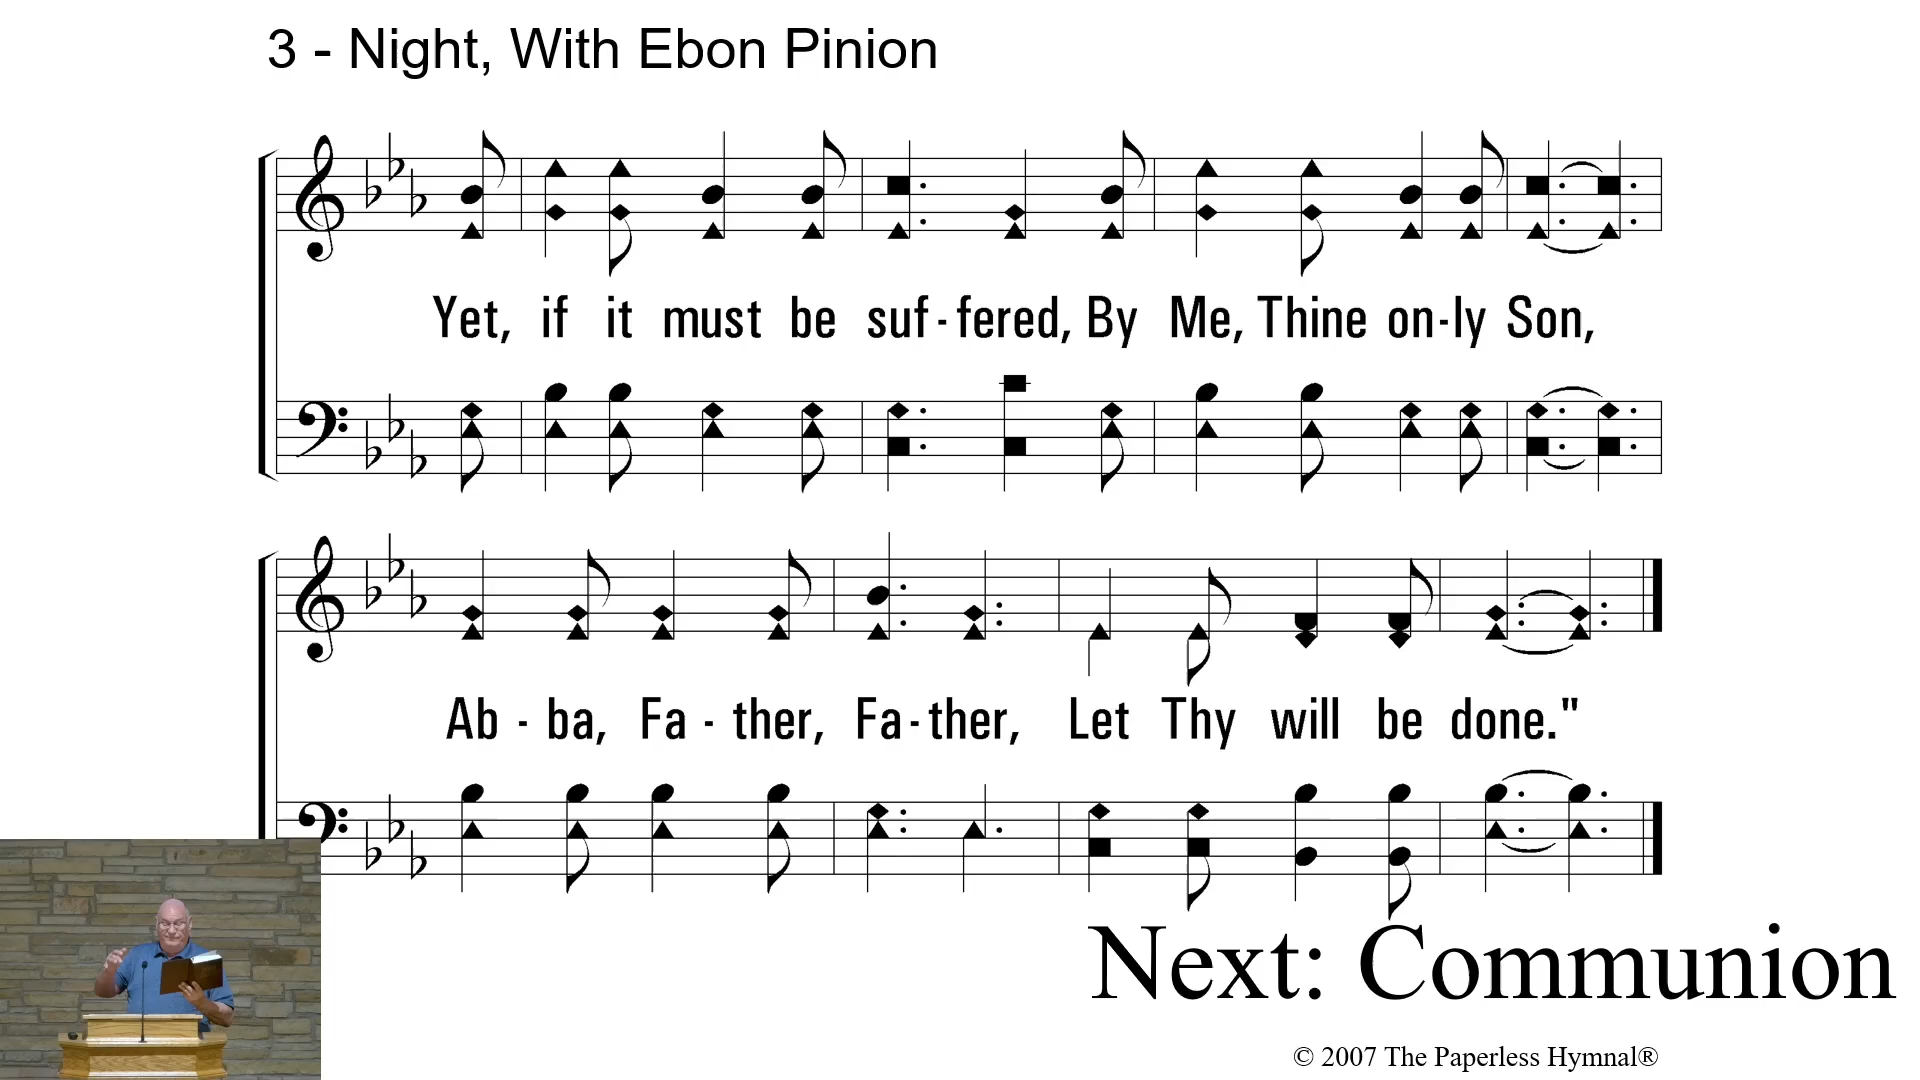 3 - Night, With Ebon Pinion
Yet, if it must be suf-fered, By Me, Thine on-ly Son,
Ab - ba, Fa - ther, Fa-ther, Let Thy will be done."
Next: Communion
© 2007 The Paperless Hymnal®